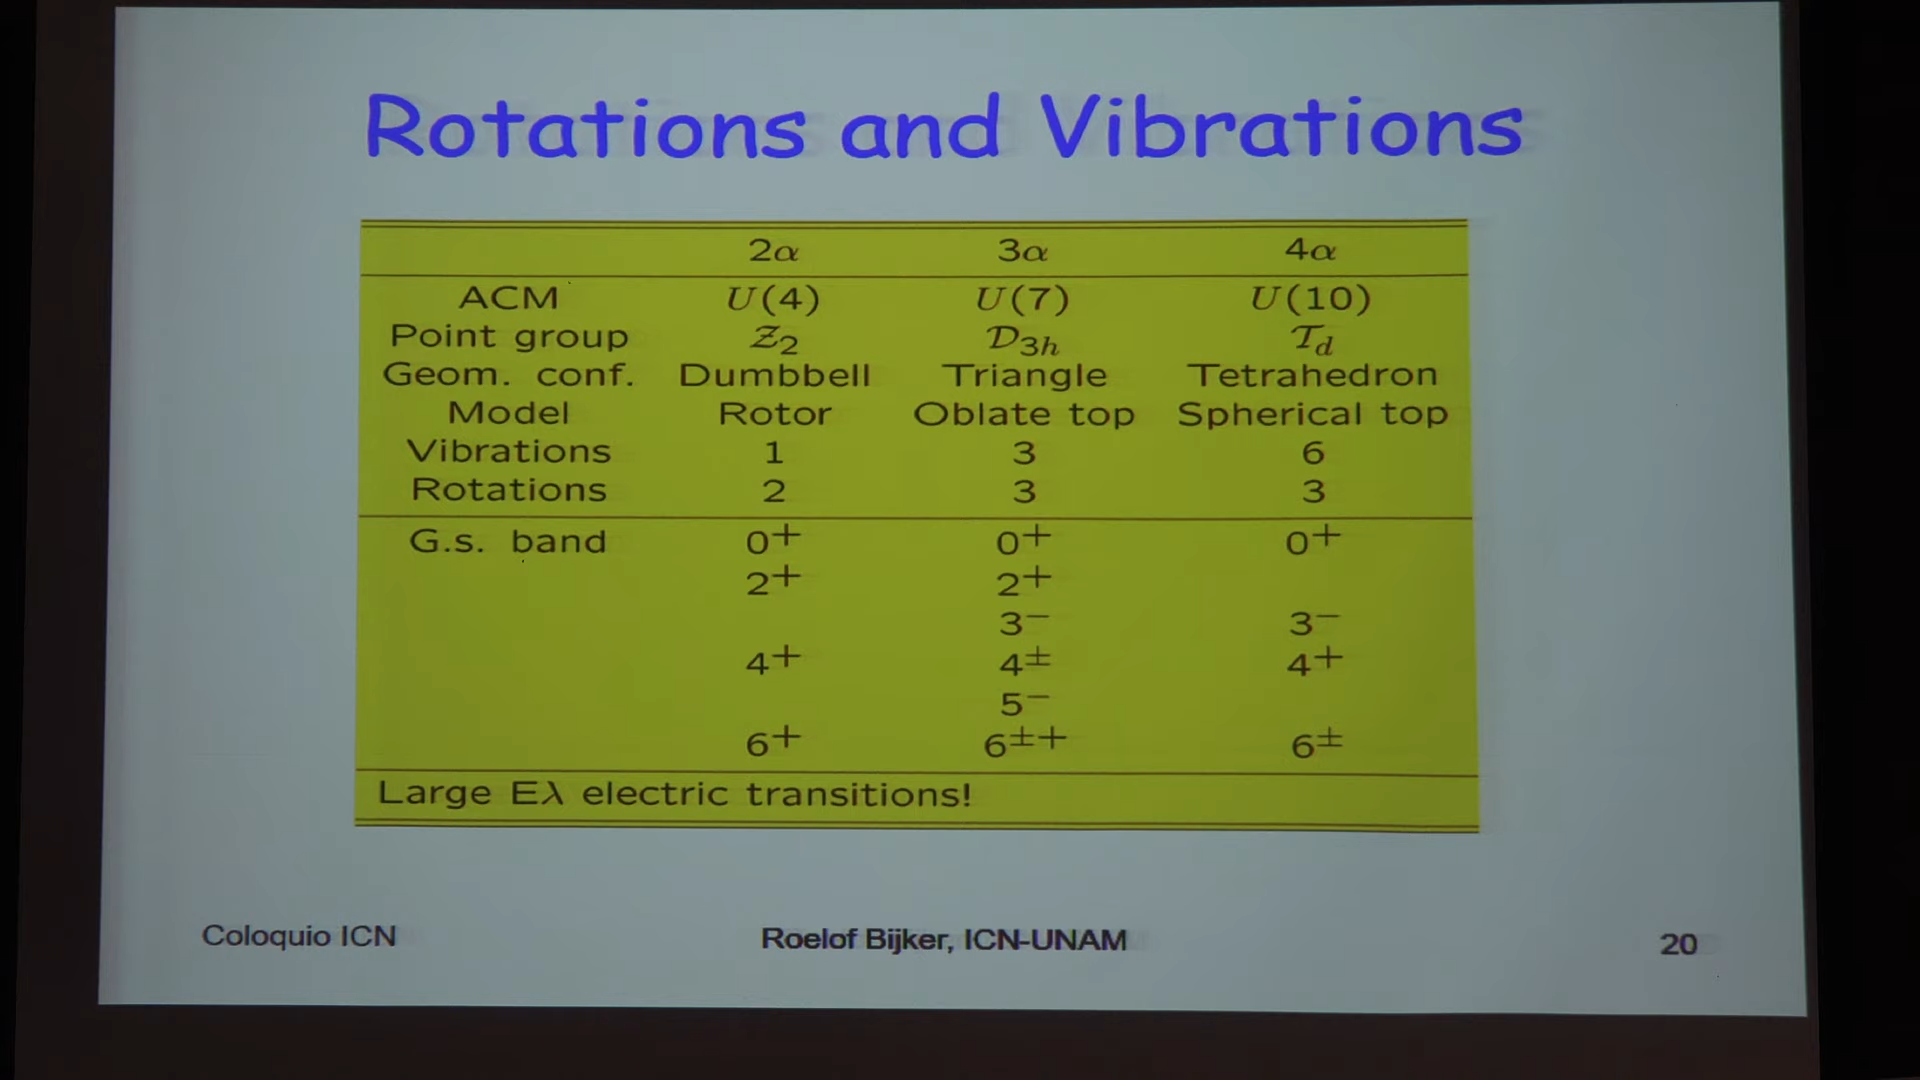 Rotations and Vibrations
2α 3α 4α
ACM U(4) U(7) U(10)
Point group 𝒵₂ 𝒟₃ₕ 𝒯d
Geom. conf. Dumbbell Triangle Tetrahedron
Model Rotor Oblate top Spherical top
Vibrations 1 3 6
Rotations 2 3 3
G.s. band 0⁺ 0⁺ 0⁺
2⁺ 2⁺
3⁻ 3⁻
4⁺ 4± 4⁺
5⁻
6⁺ 6±⁺ 6±
Large Eλ electric transitions!
Coloquio ICN Roelof Bijker, ICN-UNAM 20